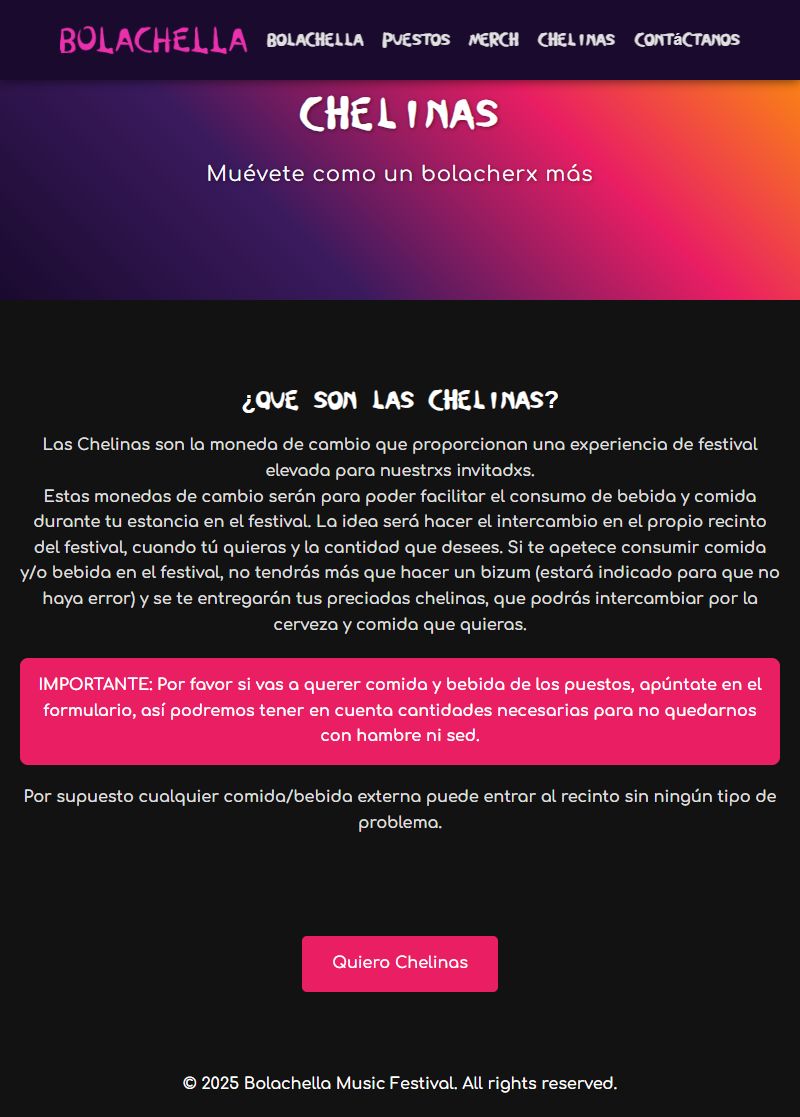 BOLACHELLA BOLACHELLA PUESTOS MERCH CHELINAS CONTáCTANOS
CHELINAS
Muévete como un bolacherx más
¿QUE SON LAS CHELINAS?
Las Chelinas son la moneda de cambio que proporcionan una experiencia de festival
elevada para nuestrxs invitadxs.
Estas monedas de cambio serán para poder facilitar el consumo de bebida y comida
durante tu estancia en el festival. La idea será hacer el intercambio en el propio recinto
del festival, cuando tú quieras y la cantidad que desees. Si te apetece consumir comida
y/o bebida en el festival, no tendrás más que hacer un bizum (estará indicado para que no
haya error) y se te entregarán tus preciadas chelinas, que podrás intercambiar por la
cerveza y comida que quieras.
IMPORTANTE: Por favor si vas a querer comida y bebida de los puestos, apúntate en el
formulario, así podremos tener en cuenta cantidades necesarias para no quedarnos
con hambre ni sed.
Por supuesto cualquier comida/bebida externa puede entrar al recinto sin ningún tipo de
problema.
Quiero Chelinas
© 2025 Bolachella Music Festival. All rights reserved.